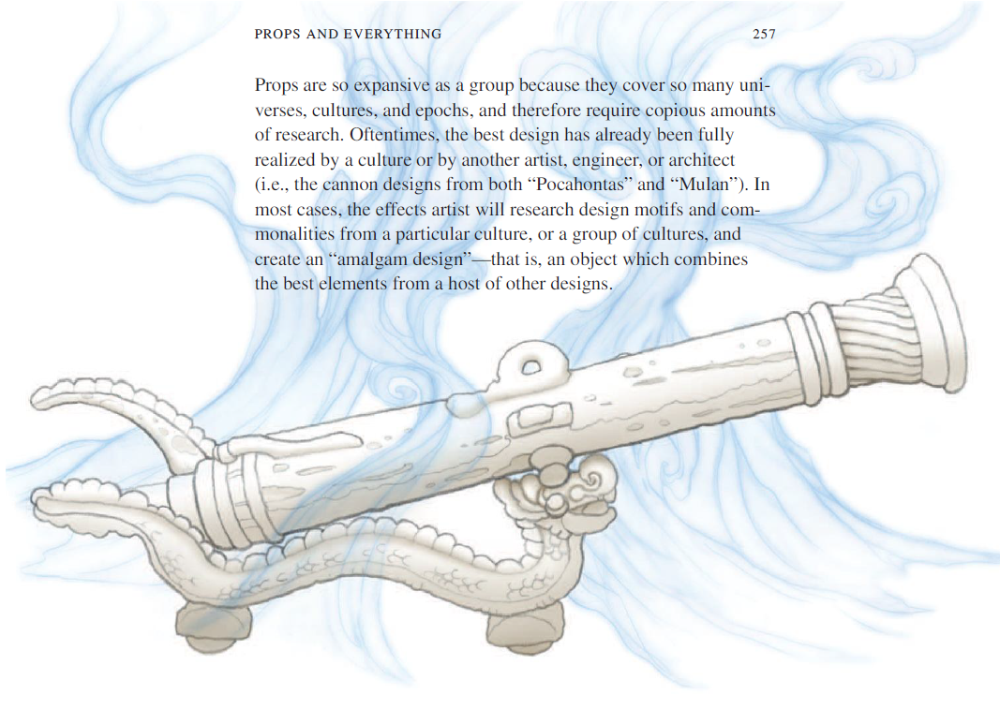 PROPS AND EVERYTHING 257
Props are so expansive as a group because they cover so many uni-
verses, cultures, and epochs, and therefore require copious amounts
of research. Oftentimes, the best design has already been fully
realized by a culture or by another artist, engineer, or architect
(i.e., the cannon designs from both “Pocahontas” and “Mulan”). In
most cases, the effects artist will research design motifs and com-
monalities from a particular culture, or a group of cultures, and
create an “amalgam design”—that is, an object which combines
the best elements from a host of other designs.